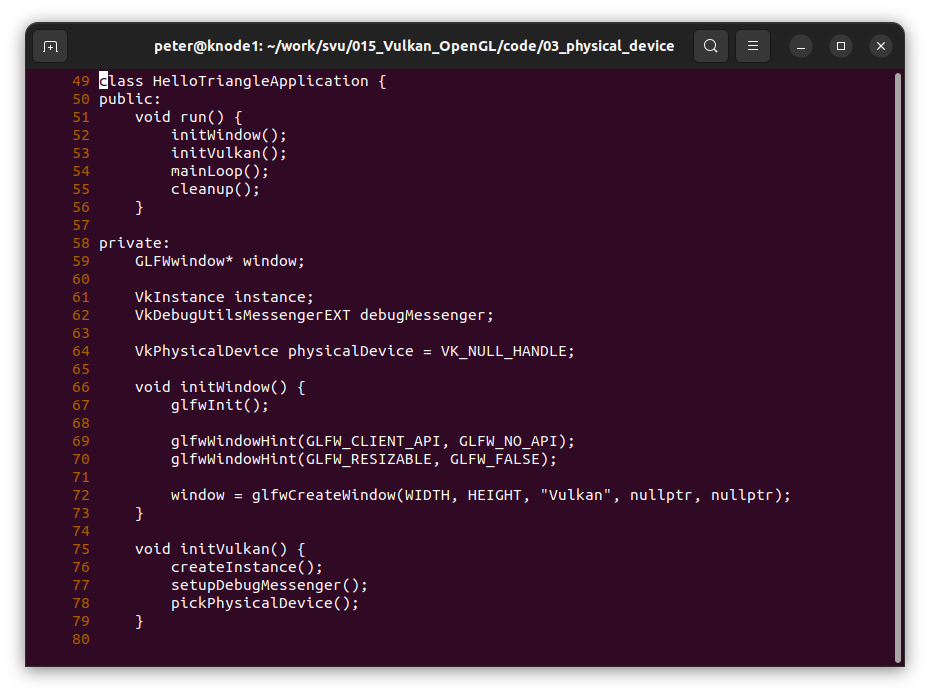 peter@knode1: ~/work/svu/015_Vulkan_OpenGL/code/03_physical_device
49 class HelloTriangleApplication {
50 public:
51     void run() {
52         initWindow();
53         initVulkan();
54         mainLoop();
55         cleanup();
56     }
57
58 private:
59     GLFWwindow* window;
60
61     VkInstance instance;
62     VkDebugUtilsMessengerEXT debugMessenger;
63
64     VkPhysicalDevice physicalDevice = VK_NULL_HANDLE;
65
66     void initWindow() {
67         glfwInit();
68
69         glfwWindowHint(GLFW_CLIENT_API, GLFW_NO_API);
70         glfwWindowHint(GLFW_RESIZABLE, GLFW_FALSE);
71
72         window = glfwCreateWindow(WIDTH, HEIGHT, "Vulkan", nullptr, nullptr);
73     }
74
75     void initVulkan() {
76         createInstance();
77         setupDebugMessenger();
78         pickPhysicalDevice();
79     }
80